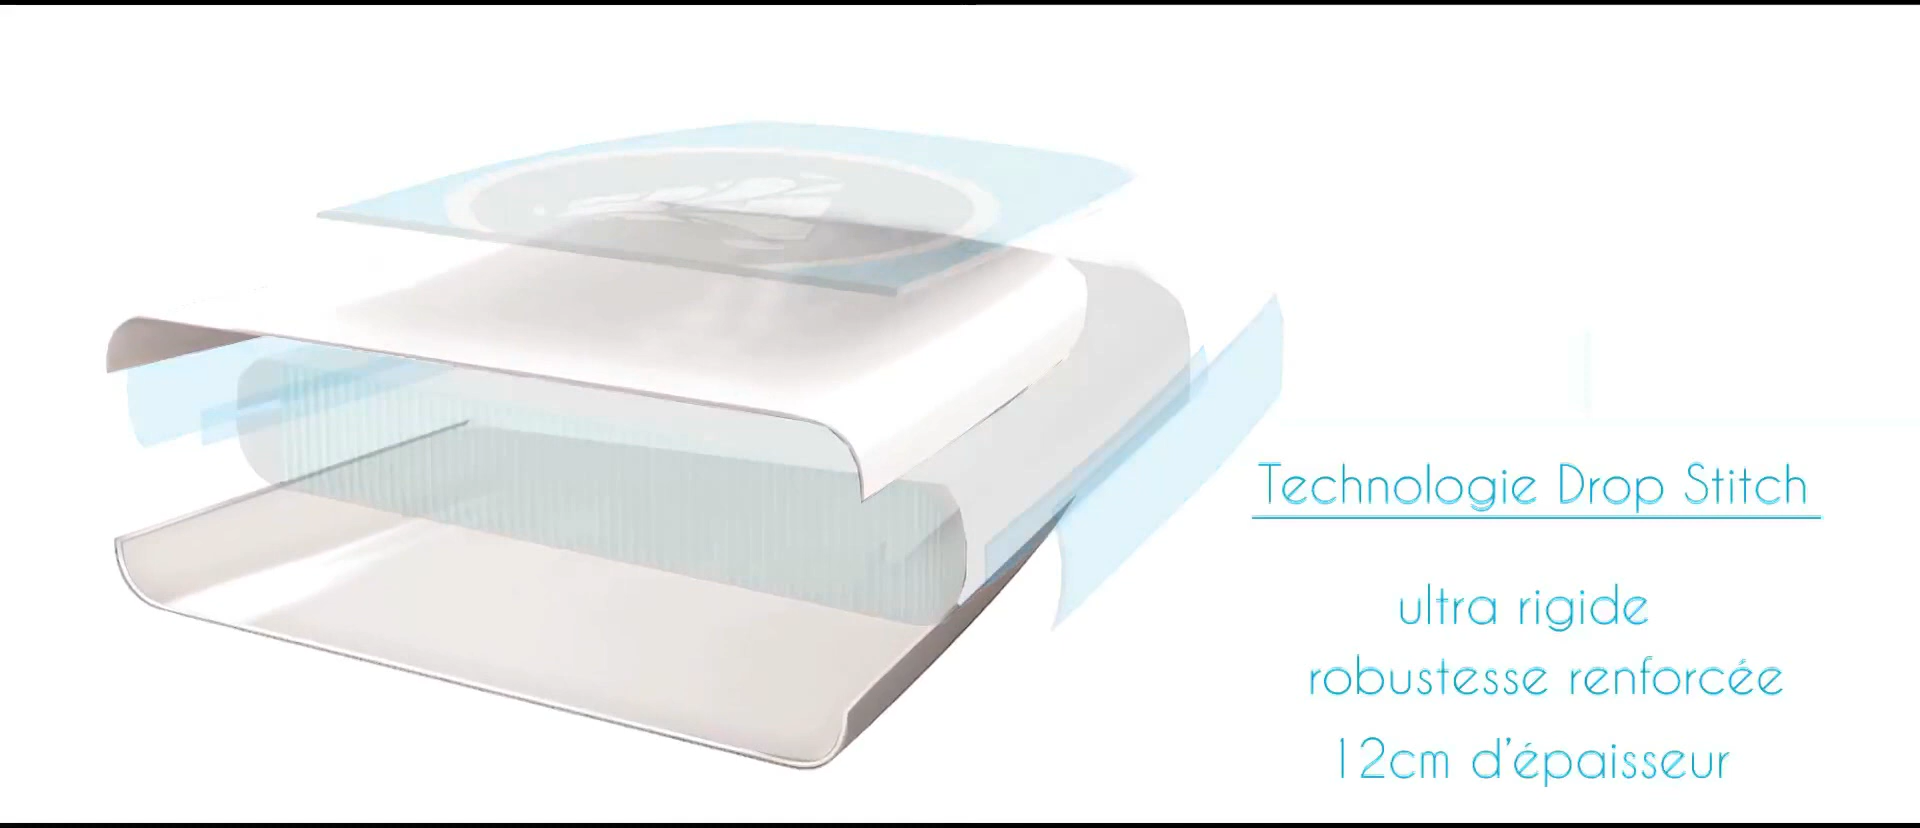 Technologie Drop Stitch
ultra rigide
robustesse renforcée
12cm d'épaisseur